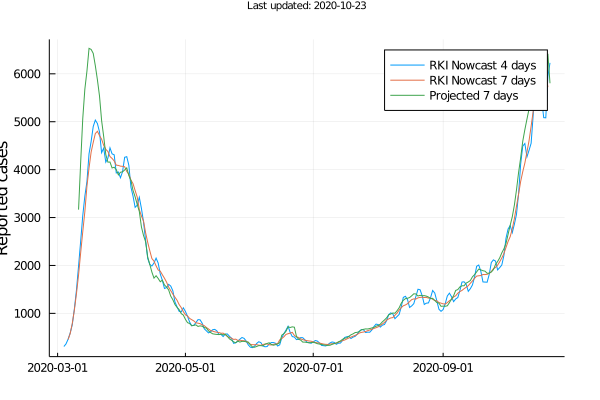 Last updated: 2020-10-23
6000
5000
4000
3000
2000
1000
Reported cases
RKI Nowcast 4 days
RKI Nowcast 7 days
Projected 7 days
2020-03-01
2020-05-01
2020-07-01
2020-09-01